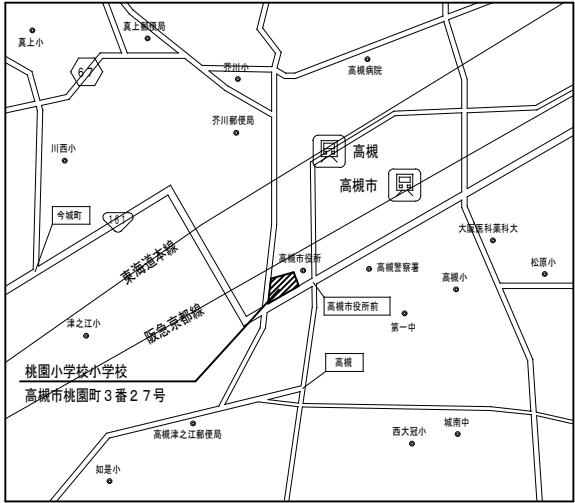 真上小
真上郵便局
67
芥川小
高槻病院
芥川郵便局
川西小
高槻
高槻市
今城町
161
大阪医科薬科大
東海道本線
高槻市役所
高槻警察署
松原小
高槻小
阪急京都線
高槻市役所前
津之江小
第一中
高槻
桃園小学校小学校
高槻市桃園町3番27号
高槻津之江郵便局
西大冠小
城南中
如是小